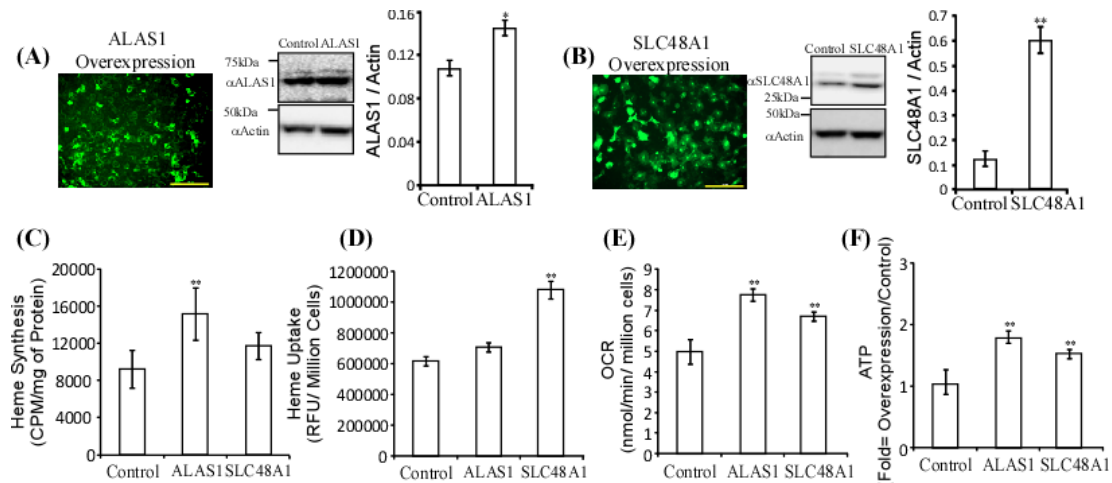 (A)
ALAS1
Overexpression
Control ALAS1
75kDa
αALAS1
50kDa
αActin
ALAS1 / Actin
0.16
0.12
0.08
0.04
0
*
Control ALAS1
(B)
SLC48A1
Overexpression
Control SLC48A1
αSLC48A1
25kDa
50kDa
αActin
SLC48A1 / Actin
0.7
0.6
0.5
0.4
0.3
0.2
0.1
0
**
Control SLC48A1
(C)
Heme Synthesis
(CPM/mg of Protein)
20000
16000
12000
8000
4000
**
Control ALAS1 SLC48A1
(D)
Heme Uptake
(RFU/ Million Cells)
1200000
1000000
800000
600000
400000
200000
0
**
Control ALAS1 SLC48A1
(E)
OCR
(nmol/min/ million cells)
9
8
7
6
5
4
3
2
1
0
**
**
Control ALAS1 SLC48A1
(F)
ATP
Fold= Overexpression/Control)
3
2
1
0
**
**
Control ALAS1 SLC48A1